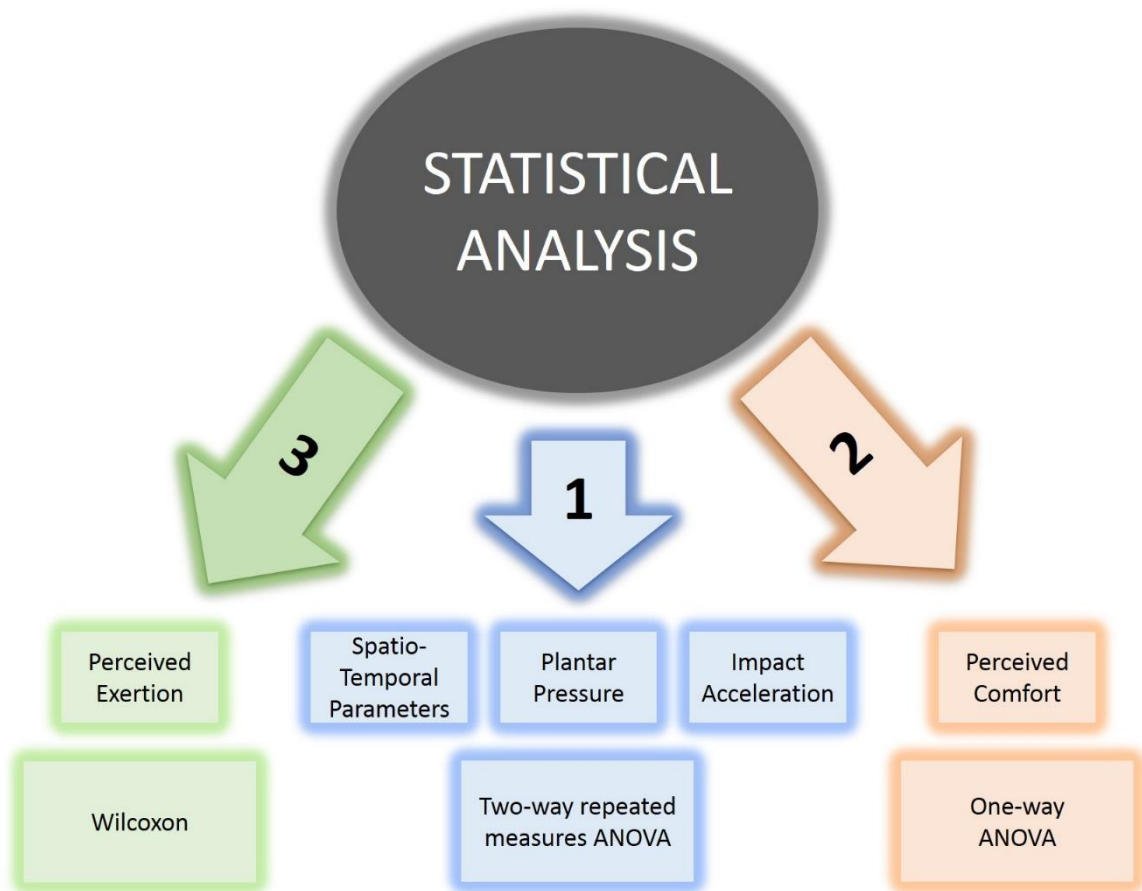 STATISTICAL
ANALYSIS
3
1
2
Perceived
Exertion
Spatio-
Temporal
Parameters
Plantar
Pressure
Impact
Acceleration
Perceived
Comfort
Wilcoxon
Two-way repeated
measures ANOVA
One-way
ANOVA